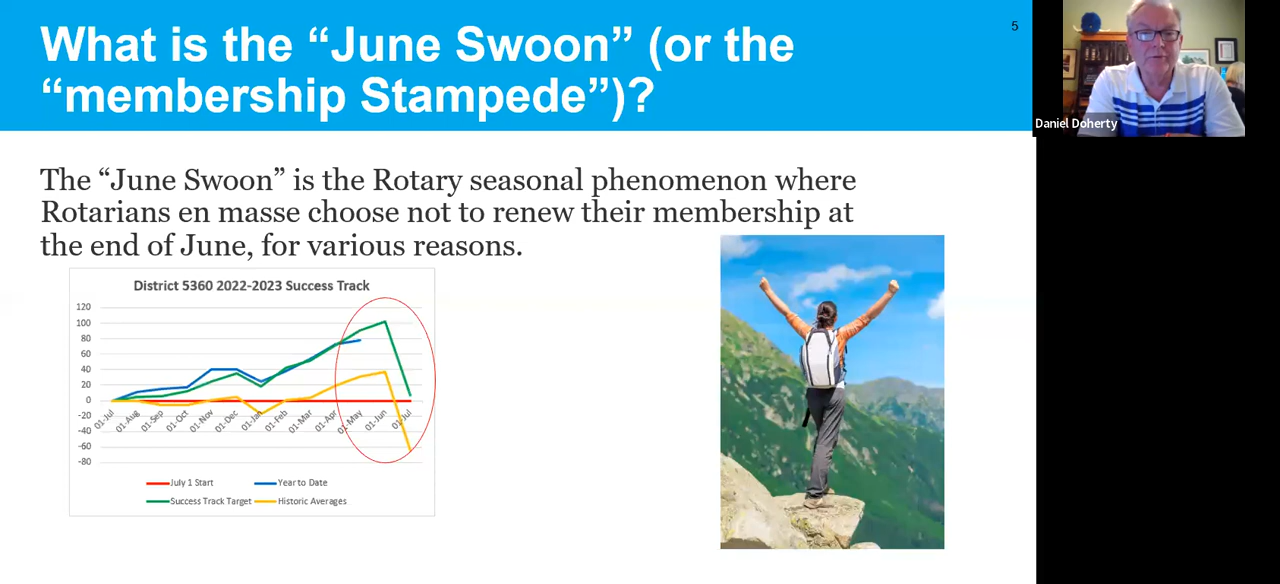 What is the “June Swoon” (or the
“membership Stampede”)?
5
Daniel Doherty
The “June Swoon” is the Rotary seasonal phenomenon where
Rotarians en masse choose not to renew their membership at
the end of June, for various reasons.
District 5360 2022-2023 Success Track
120
100
80
60
40
20
0
-20
-40
-60
-80
01-Jul
01-Aug
01-Sep
01-Oct
01-Nov
01-Dec
01-Jan
01-Feb
01-Mar
01-Apr
01-May
01-Jun
01-Jul
July 1 Start
Year to Date
Success Track Target
Historic Averages